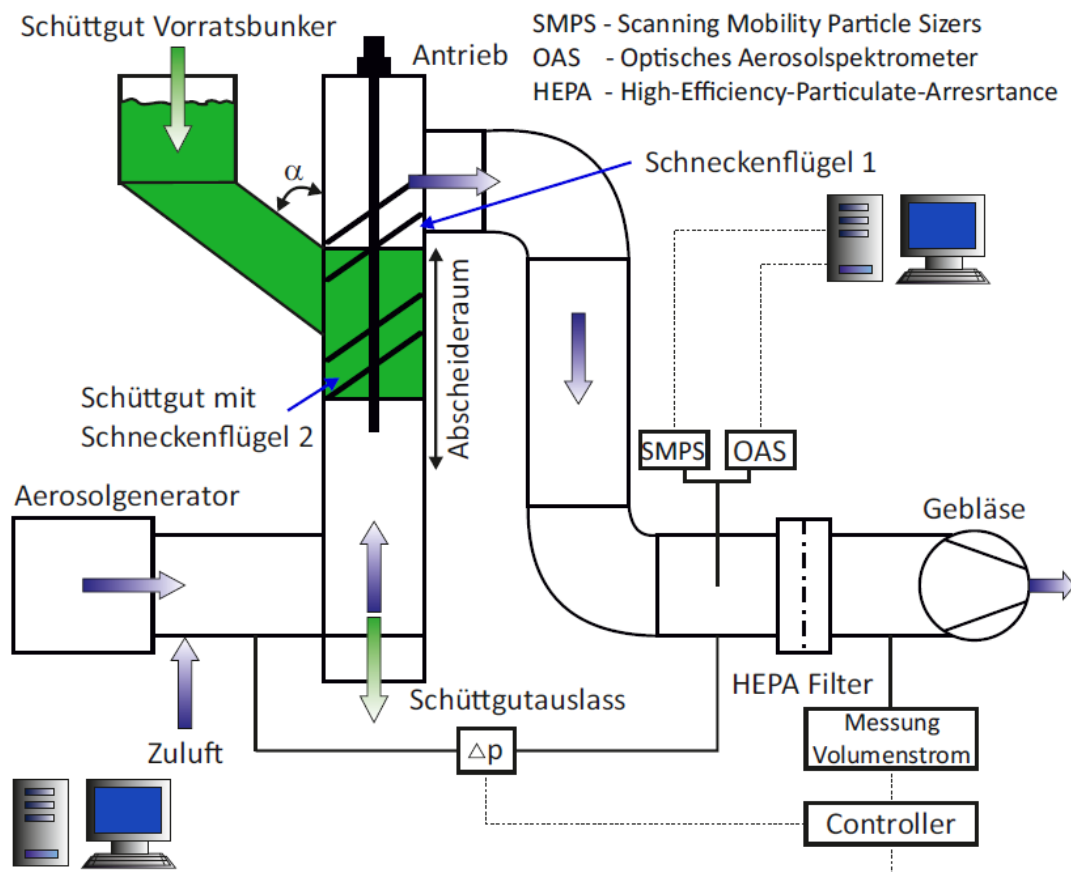 Schüttgut Vorratsbunker
Antrieb
SMPS - Scanning Mobility Particle Sizers
OAS - Optisches Aerosolspektrometer
HEPA - High-Efficiency-Particulate-Arresrtance
α
Schneckenflügel 1
Abscheideraum
Schüttgut mit
Schneckenflügel 2
SMPS
OAS
Aerosolgenerator
Gebläse
Zuluft
Schüttgutauslass
HEPA Filter
△p
Messung
Volumenstrom
Controller